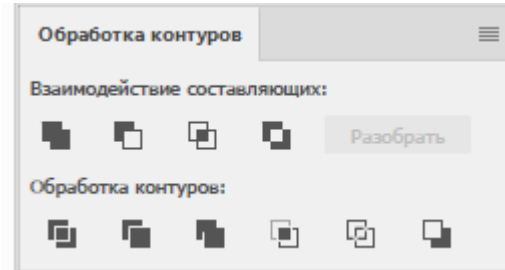 Обработка контуров
Взаимодействие составляющих:
Разобрать
Обработка контуров: